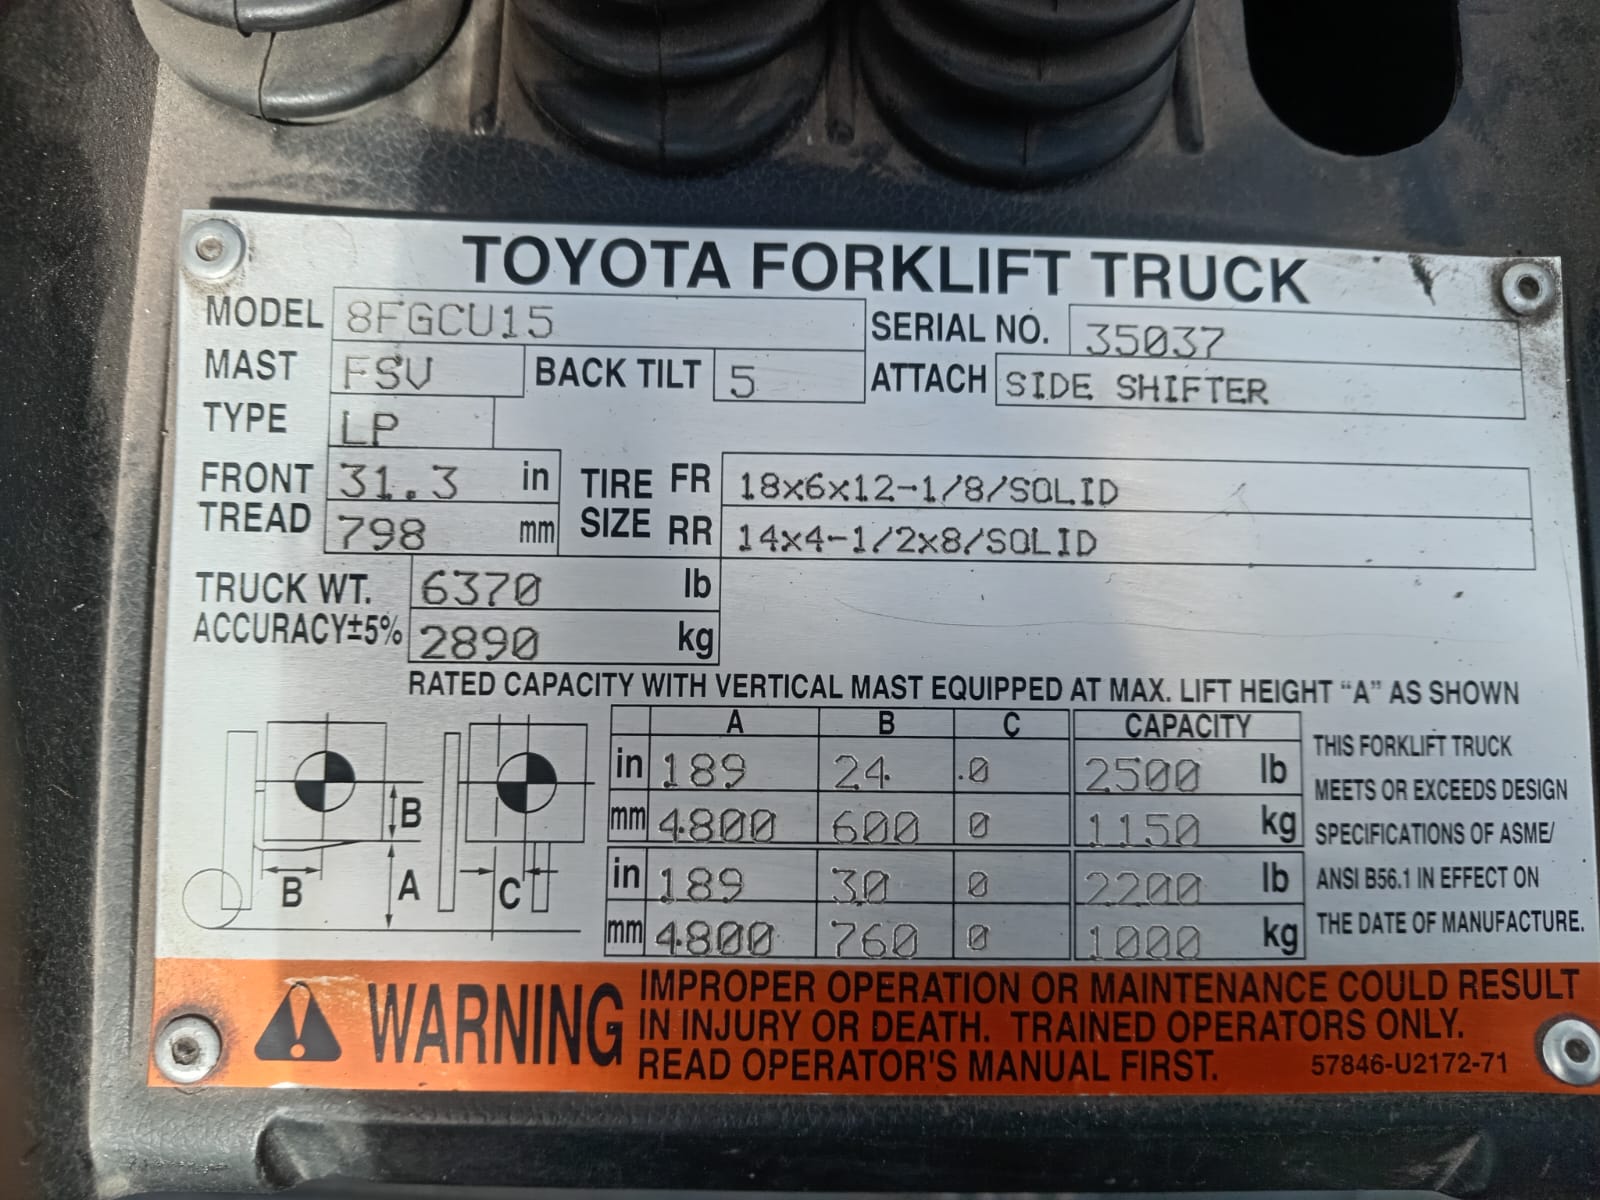 TOYOTA FORKLIFT TRUCK
MODEL 8FGCU15 SERIAL NO. 35037
MAST FSV BACK TILT 5 ATTACH SIDE SHIFTER
TYPE LP
FRONT TREAD 31.3 in TIRE SIZE FR 18x6x12-1/8/SOLID
798 mm RR 14x4-1/2x8/SOLID
TRUCK WT. 6370 lb
ACCURACY±5% 2890 kg
RATED CAPACITY WITH VERTICAL MAST EQUIPPED AT MAX. LIFT HEIGHT “A” AS SHOWN
A B C CAPACITY
in 189 24. .0 2500 lb
mm 4800 600 0 1150 kg
in 189 30 0 2200 lb
mm 4800 760 0 1000 kg
B
B A C
THIS FORKLIFT TRUCK
MEETS OR EXCEEDS DESIGN
SPECIFICATIONS OF ASME/
ANSI B56.1 IN EFFECT ON
THE DATE OF MANUFACTURE.
WARNING
IMPROPER OPERATION OR MAINTENANCE COULD RESULT
IN INJURY OR DEATH. TRAINED OPERATORS ONLY.
READ OPERATOR'S MANUAL FIRST. 57846-U2172-71